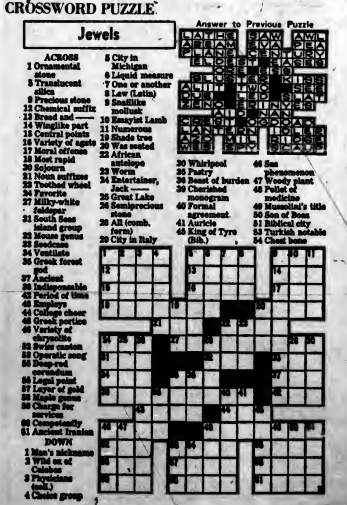 CROSSWORD PUZZLE
Jewels
Answer to Previous Puzzle
ACROSS
1 Ornamental
stone
5 Translucent
silica
9 Precious stone
12 Chemical suffix
13 Bread and ——
14 Winglike part
15 Central points
16 Variety of agate
17 Moral offense
18 Most rapid
20 Sojourn
21 Noun suffixes
22 Toothed wheel
24 Favorite
27 Milky-white
feldspar
31 South Seas
island group
32 Mouse genus
33 Seedcase
34 Ventilate
35 Greek forest
god
37 Ancient
38 Indispensable
42 Period of time
43 Employs
44 College cheer
46 Greek portico
48 Variety of
chrysolite
52 Swiss canton
53 Operatic song
55 Deep-red
corundum
56 Legal point
57 Layer of gold
58 Maple genus
59 Charge for
services
60 Competently
61 Ancient Iranian
DOWN
1 Man's nickname
2 Wild ox of
Celebes
3 Physicians
(coll.)
4 Choice group
5 City in
Michigan
6 Liquid measure
7 One or another
8 Law (Latin)
9 Snaillike
mollusk
10 Essayist Lamb
11 Numerous
19 Shade tree
20 Was seated
22 African
antelope
23 Worm
24 Entertainer,
Jack ——
25 Great Lake
26 Semiprecious
stone
28 All (comb.
form)
29 City in Italy
30 Whirlpool
35 Pastry
36 Beast of burden
39 Cherished
monogram
40 Formal
agreement
41 Auricle
45 King of Tyre
(Bib.)
46 Sea
phenomenon
47 Woody plant
48 Pellet of
medicine
49 Mussolini's title
50 Son of Boaz
51 Biblical city
53 Turkish notable
54 Chest bone